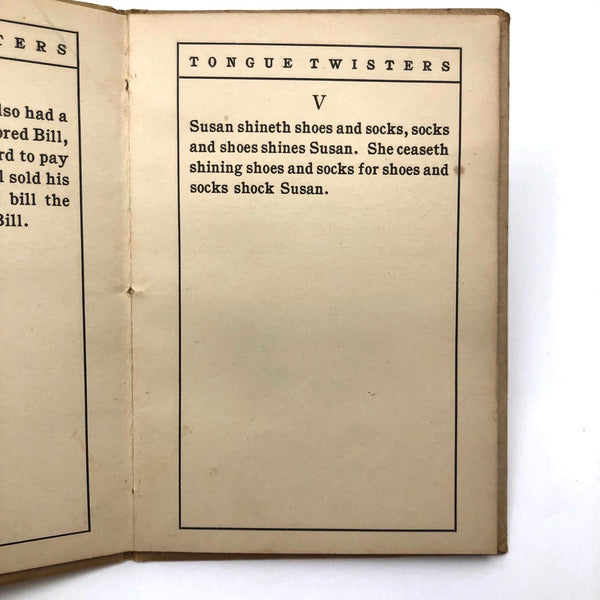 TERS
lso had a
ored Bill,
rd to pay
l sold his
bill the
Bill.
TONGUE TWISTERS
V
Susan shineth shoes and socks, socks
and shoes shines Susan. She ceaseth
shining shoes and socks for shoes and
socks shock Susan.